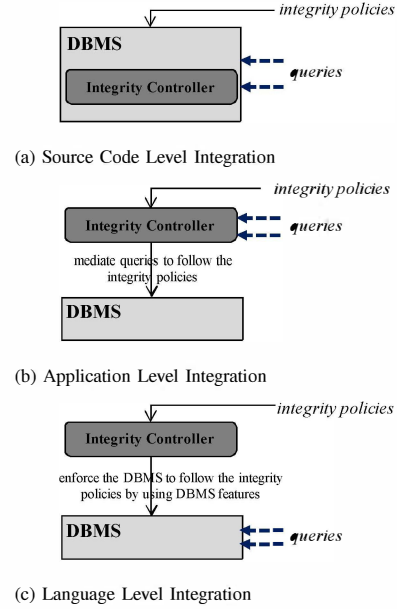 integrity policies
DBMS
queries
Integrity Controller
(a) Source Code Level Integration
integrity policies
Integrity Controller
queries
mediate queries to follow the
integrity policies
DBMS
(b) Application Level Integration
integrity policies
Integrity Controller
enforce the DBMS to follow the integrity
policies by using DBMS features
DBMS
queries
(c) Language Level Integration